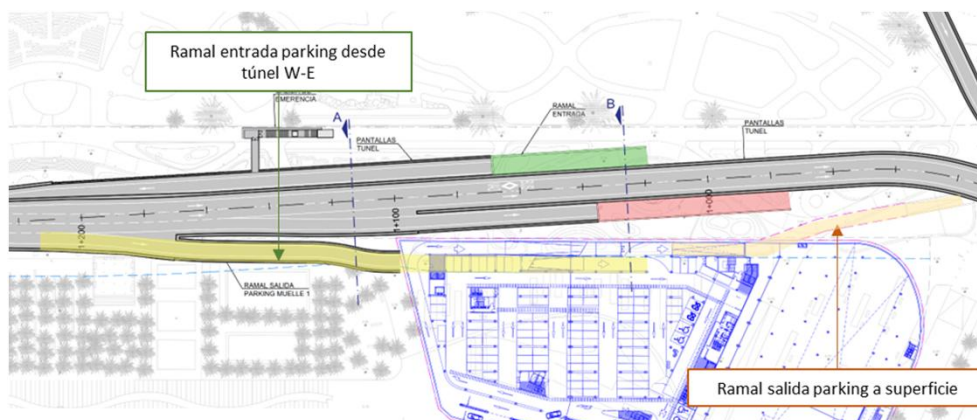 Ramal entrada parking desde
túnel W-E
EMERENCIA
A
PANTALLAS
TUNEL
RAMAL
ENTRADA
B
PANTALLAS
TUNEL
1+200
1+100
1+000
RAMAL SALIDA
PARKING MUELLE 1
Ramal salida parking a superficie